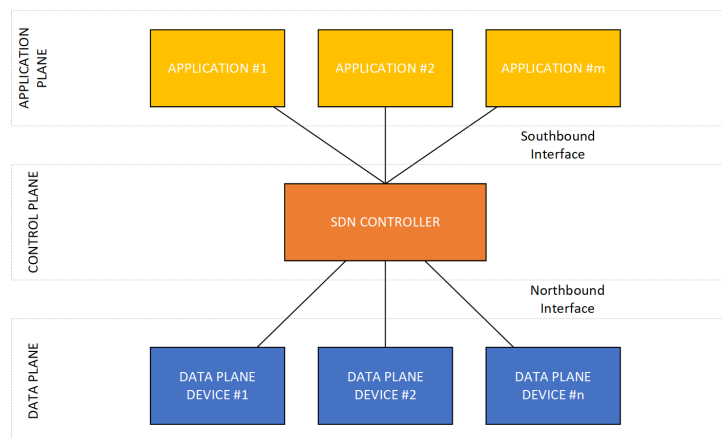 APPLICATION
PLANE
APPLICATION #1
APPLICATION #2
APPLICATION #m
Southbound
Interface
CONTROL PLANE
SDN CONTROLLER
Northbound
Interface
DATA PLANE
DATA PLANE
DEVICE #1
DATA PLANE
DEVICE #2
DATA PLANE
DEVICE #n